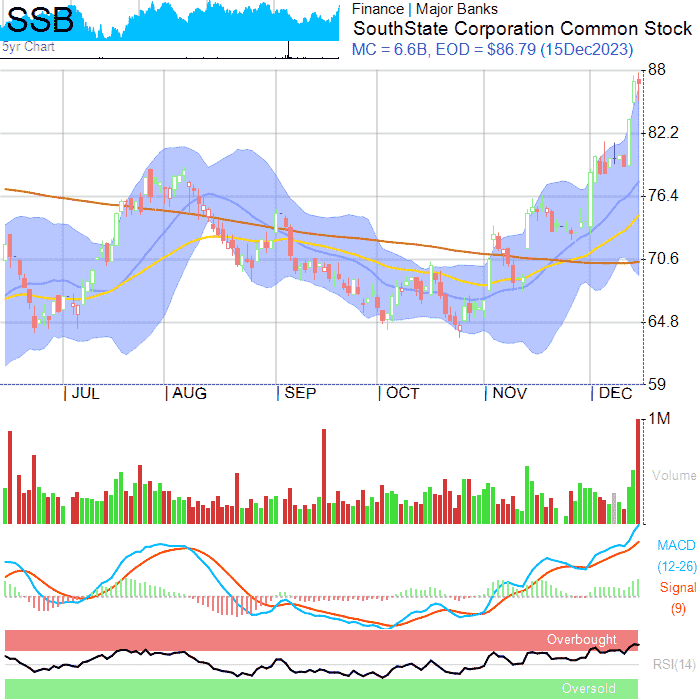 SSB
5yr Chart
Finance | Major Banks
SouthState Corporation Common Stock
MC = 6.6B, EOD = $86.79 (15Dec2023)
88
82.2
76.4
70.6
64.8
59
| JUL | AUG | SEP | OCT | NOV | DEC
1M
Volume
MACD
(12-26)
Signal
(9)
Overbought
RSI(14)
Oversold